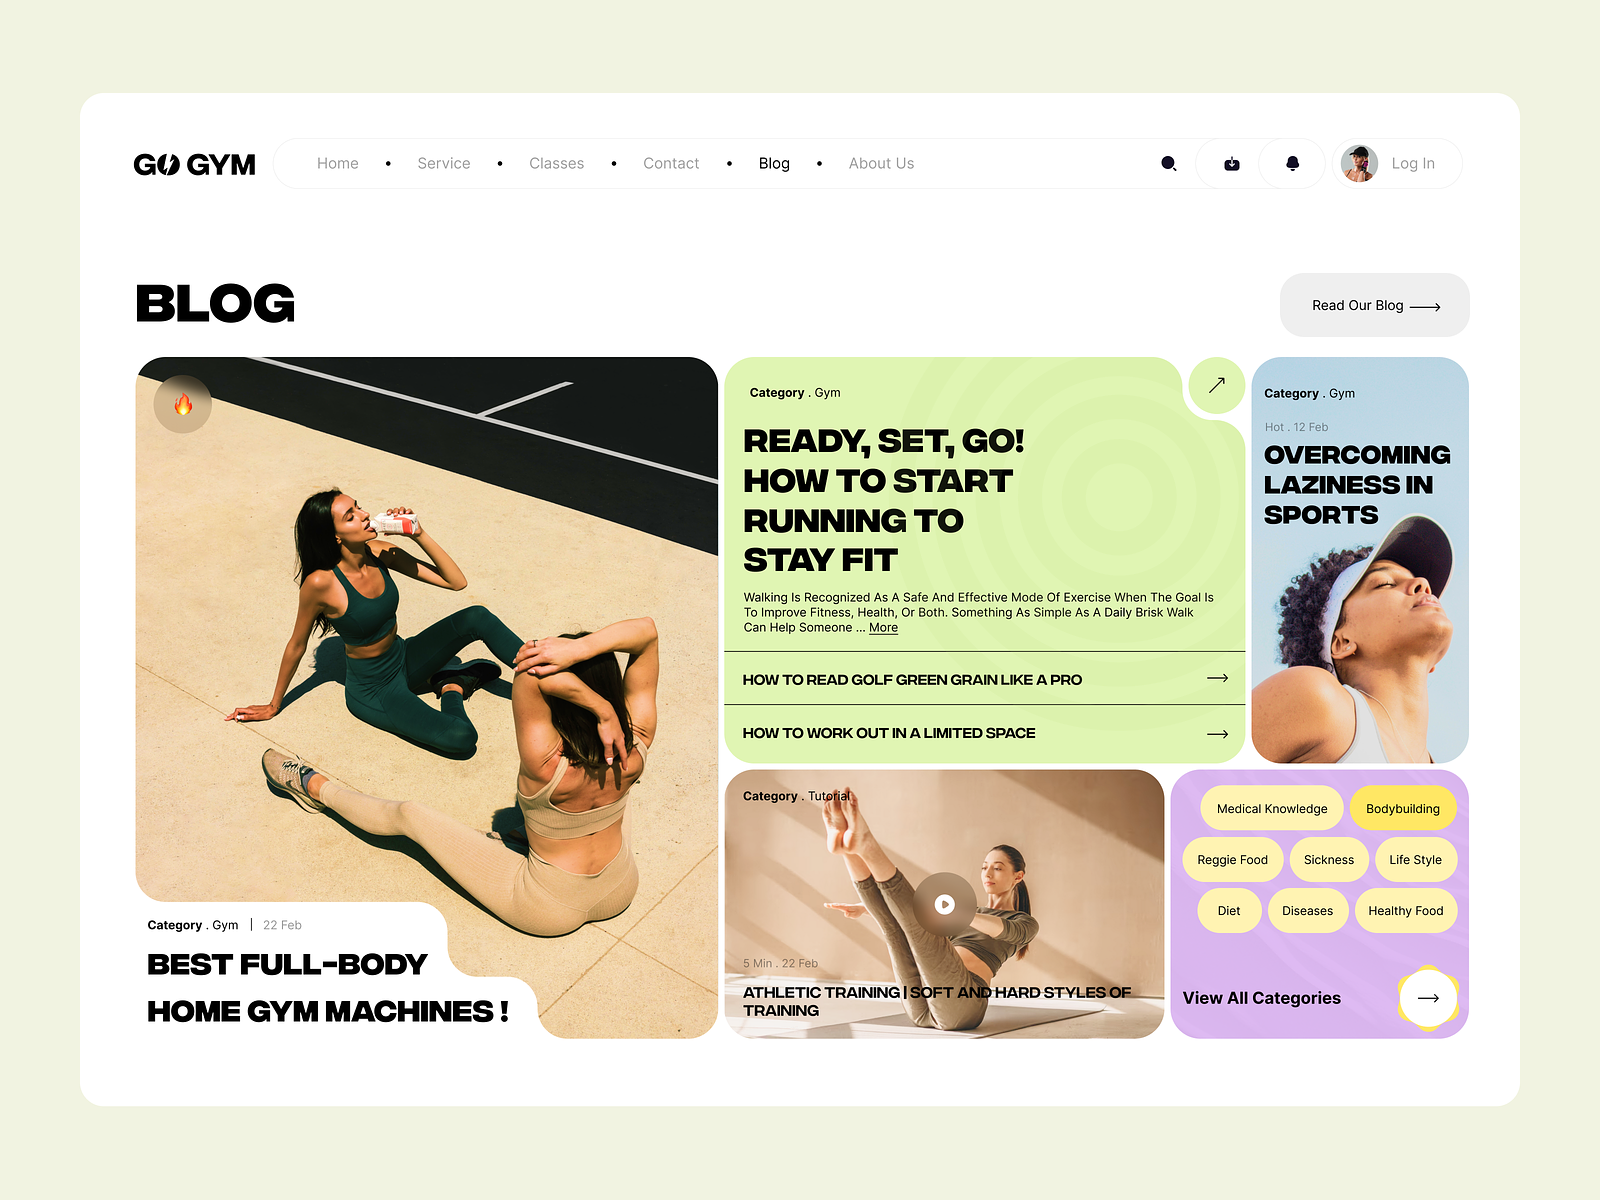 GO GYM
Home • Service • Classes • Contact • Blog • About Us
Log In
BLOG
Read Our Blog
Category . Gym | 22 Feb
BEST FULL-BODY
HOME GYM MACHINES !
Category . Gym
READY, SET, GO!
HOW TO START
RUNNING TO
STAY FIT
Walking Is Recognized As A Safe And Effective Mode Of Exercise When The Goal Is
To Improve Fitness, Health, Or Both. Something As Simple As A Daily Brisk Walk
Can Help Someone ... More
HOW TO READ GOLF GREEN GRAIN LIKE A PRO
HOW TO WORK OUT IN A LIMITED SPACE
Category . Gym
Hot . 12 Feb
OVERCOMING
LAZINESS IN
SPORTS
Category . Tutorial
5 Min . 22 Feb
ATHLETIC TRAINING | SOFT AND HARD STYLES OF
TRAINING
Medical Knowledge
Bodybuilding
Reggie Food
Sickness
Life Style
Diet
Diseases
Healthy Food
View All Categories